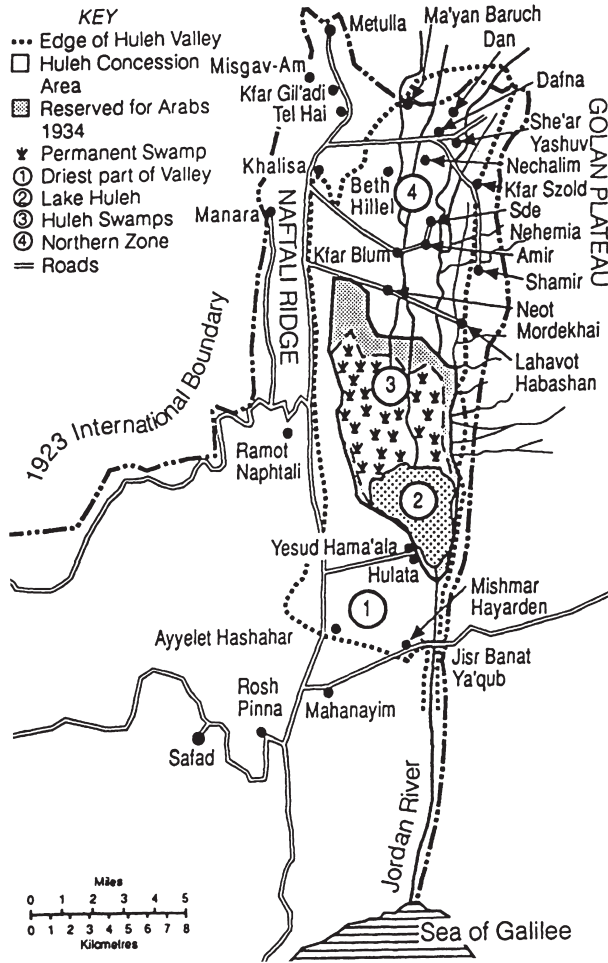 KEY
Edge of Huleh Valley
Huleh Concession
Area
Reserved for Arabs
1934
Permanent Swamp
① Driest part of Valley
② Lake Huleh
③ Huleh Swamps
④ Northern Zone
Roads
Metulla
Ma'yan Baruch
Dan
Misgav-Am
Dafna
Kfar Gil'adi
Tel Hai
She'ar
Yashuv
Khalisa
Beth
Hillel
④
Nechalim
Kfar Szold
Manara
Sde
Nehemia
Kfar Blum
Amir
Shamir
GOLAN PLATEAU
NAFTALI RIDGE
Neot
Mordekhai
Lahavot
Habashan
③
1923 International Boundary
Ramot
Naphtali
②
Yesud Hama'ala
Hulata
①
Mishmar
Hayarden
Ayyelet Hashahar
Jisr Banat
Ya'qub
Rosh
Pinna
Mahanayim
Safad
Jordan River
Sea of Galilee
Miles
0 1 2 3 4 5
0 1 2 3 4 5 6 7 8
Kilometres